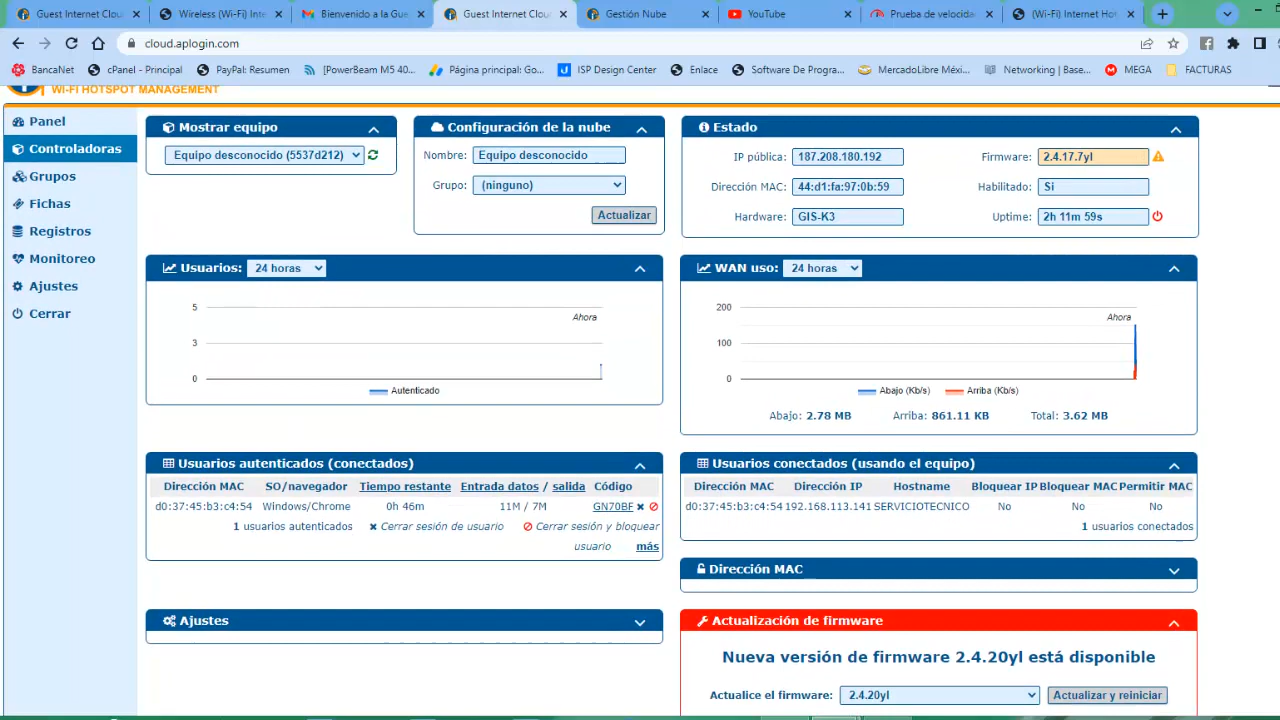 Guest Internet Clou
Wireless (Wi-Fi) Inter
Bienvenido a la Gue
Guest Internet Clou
Gestión Nube
YouTube
Prueba de velocida
(Wi-Fi) Internet Hot
cloud.aplogin.com
BancaNet
cPanel - Principal
PayPal: Resumen
[PowerBeam M5 40...
Página principal: Go...
ISP Design Center
Enlace
Software De Progra...
MercadoLibre Méxi...
Networking | Base...
MEGA
FACTURAS
WI-FI HOTSPOT MANAGEMENT
Panel
Controladoras
Grupos
Fichas
Registros
Monitoreo
Ajustes
Cerrar
Mostrar equipo
Equipo desconocido (5537d212)
Configuración de la nube
Nombre: Equipo desconocido
Grupo: (ninguno)
Actualizar
Estado
IP pública: 187.208.180.192 Firmware: 2.4.17.7yl
Dirección MAC: 44:d1:fa:97:0b:59 Habilitado: Si
Hardware: GIS-K3 Uptime: 2h 11m 59s
Usuarios: 24 horas
5
Ahora
3
0
Autenticado
WAN uso: 24 horas
200
Ahora
100
0
Abajo (Kb/s) Arriba (Kb/s)
Abajo: 2.78 MB Arriba: 861.11 KB Total: 3.62 MB
Usuarios autenticados (conectados)
Dirección MAC SO/navegador Tiempo restante Entrada datos / salida Código
d0:37:45:b3:c4:54 Windows/Chrome 0h 46m 11M / 7M GN70BF
1 usuarios autenticados Cerrar sesión de usuario Cerrar sesión y bloquear
usuario más
Usuarios conectados (usando el equipo)
Dirección MAC Dirección IP Hostname Bloquear IP Bloquear MAC Permitir MAC
d0:37:45:b3:c4:54 192.168.113.141 SERVICIOTECNICO No No No
1 usuarios conectados
Dirección MAC
Ajustes
Actualización de firmware
Nueva versión de firmware 2.4.20yl está disponible
Actualice el firmware: 2.4.20yl Actualizar y reiniciar